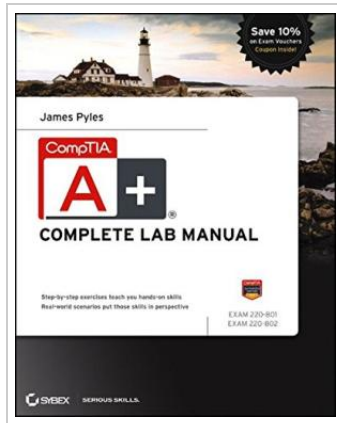 Save 10%
on Exam Vouchers
Coupon Inside!
James Pyles
CompTIA
A+®
COMPLETE LAB MANUAL
Step-by-step exercises teach you hands-on skills
Real-world scenarios put those skills in perspective
EXAM 220-801
EXAM 220-802
SYBEX SERIOUS SKILLS.